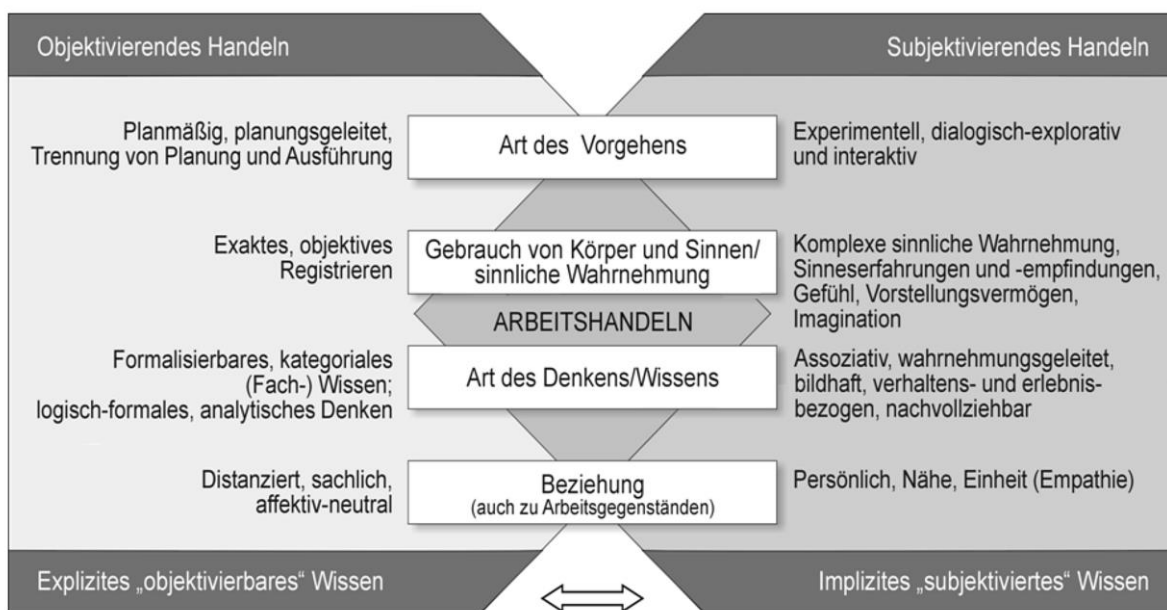 Objektivierendes Handeln
Subjektivierendes Handeln
Planmäßig, planungsgeleitet,
Trennung von Planung und Ausführung
Art des Vorgehens
Experimentell, dialogisch-explorativ
und interaktiv
Exaktes, objektives
Registrieren
Gebrauch von Körper und Sinnen/
sinnliche Wahrnehmung
Komplexe sinnliche Wahrnehmung,
Sinneserfahrungen und -empfindungen,
Gefühl, Vorstellungsvermögen,
Imagination
ARBEITSHANDELN
Formalisierbares, kategoriales
(Fach-) Wissen;
logisch-formales, analytisches Denken
Art des Denkens/Wissens
Assoziativ, wahrnehmungsgeleitet,
bildhaft, verhaltens- und erlebnis-
bezogen, nachvollziehbar
Distanziert, sachlich,
affektiv-neutral
Beziehung
(auch zu Arbeitsgegenständen)
Persönlich, Nähe, Einheit (Empathie)
Explizites „objektivierbares“ Wissen
Implizites „subjektiviertes“ Wissen